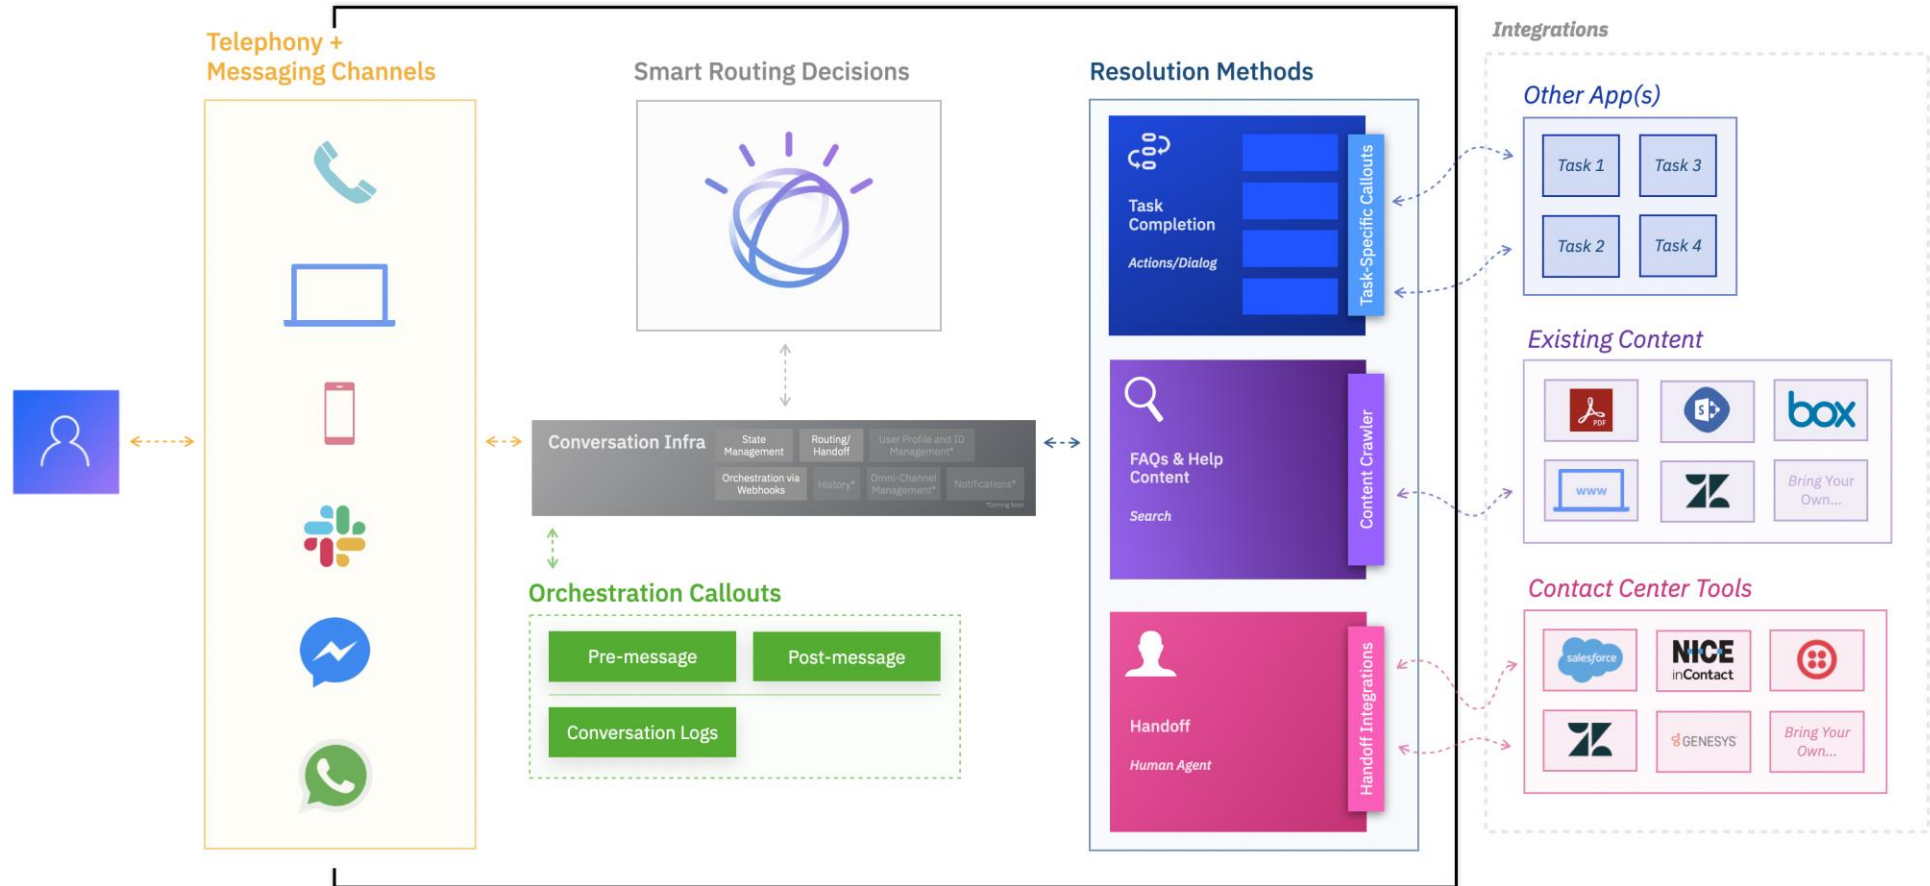 Telephony +
Messaging Channels
Smart Routing Decisions
Conversation Infra
State
Management
Routing/
Handoff
User Profile and ID
Management*
Orchestration via
Webhooks
History*
Omni-Channel
Management*
Notifications*
*Coming Soon
Orchestration Callouts
Pre-message
Post-message
Conversation Logs
Resolution Methods
Task
Completion
Actions/Dialog
Task-Specific Callouts
FAQs & Help
Content
Search
Content Crawler
Handoff
Human Agent
Handoff Integrations
Integrations
Other App(s)
Task 1
Task 3
Task 2
Task 4
Existing Content
PDF
S
box
www
Bring Your
Own...
Contact Center Tools
salesforce
NICE
inContact
GENESYS
Bring Your
Own...